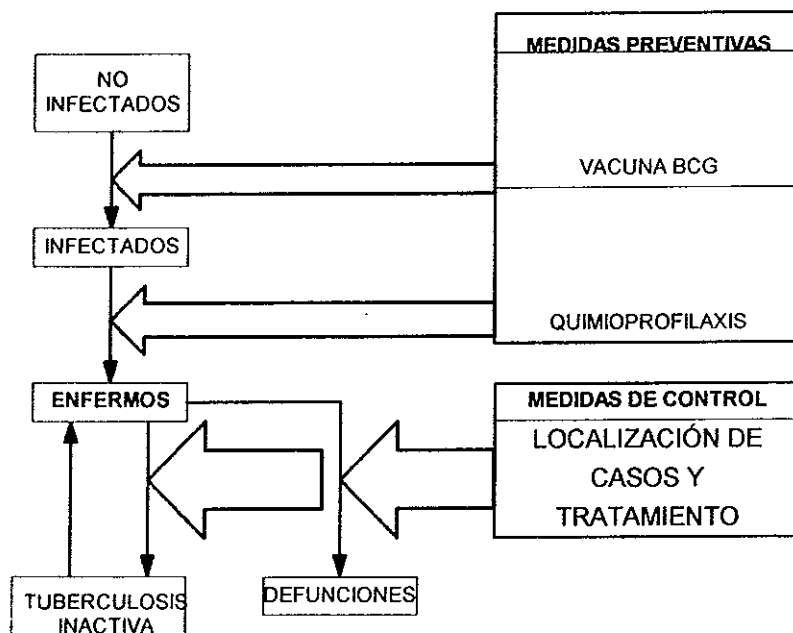 MEDIDAS PREVENTIVAS
NO
INFECTADOS
VACUNA BCG
INFECTADOS
QUIMIOPROFILAXIS
ENFERMOS
MEDIDAS DE CONTROL
LOCALIZACIÓN DE
CASOS Y
TRATAMIENTO
TUBERCULOSIS
INACTIVA
DEFUNCIONES